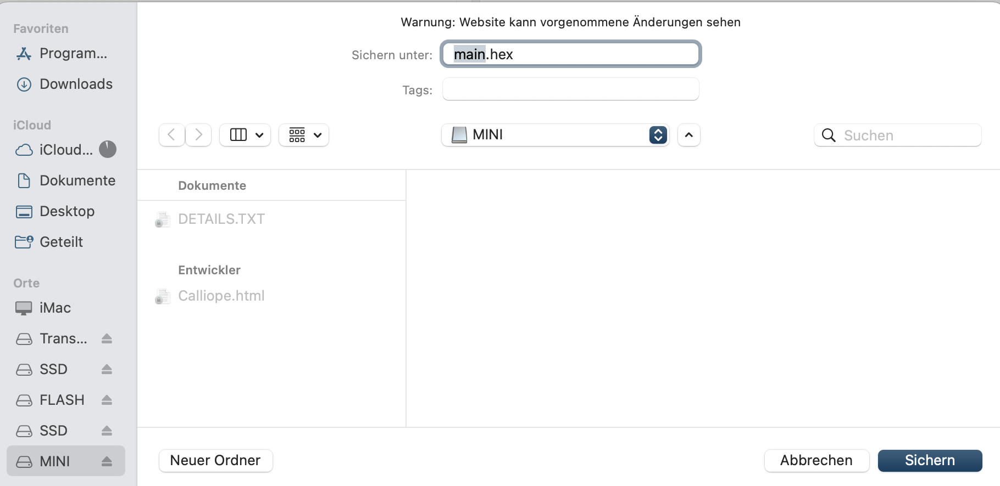 Favoriten
Program...
Downloads
iCloud
iCloud...
Dokumente
Desktop
Geteilt
Orte
iMac
Trans...
SSD
FLASH
SSD
MINI
Warnung: Website kann vorgenommene Änderungen sehen
Sichern unter: main.hex
Tags:
MINI
Suchen
Dokumente
DETAILS.TXT
Entwickler
Calliope.html
Neuer Ordner
Abbrechen
Sichern